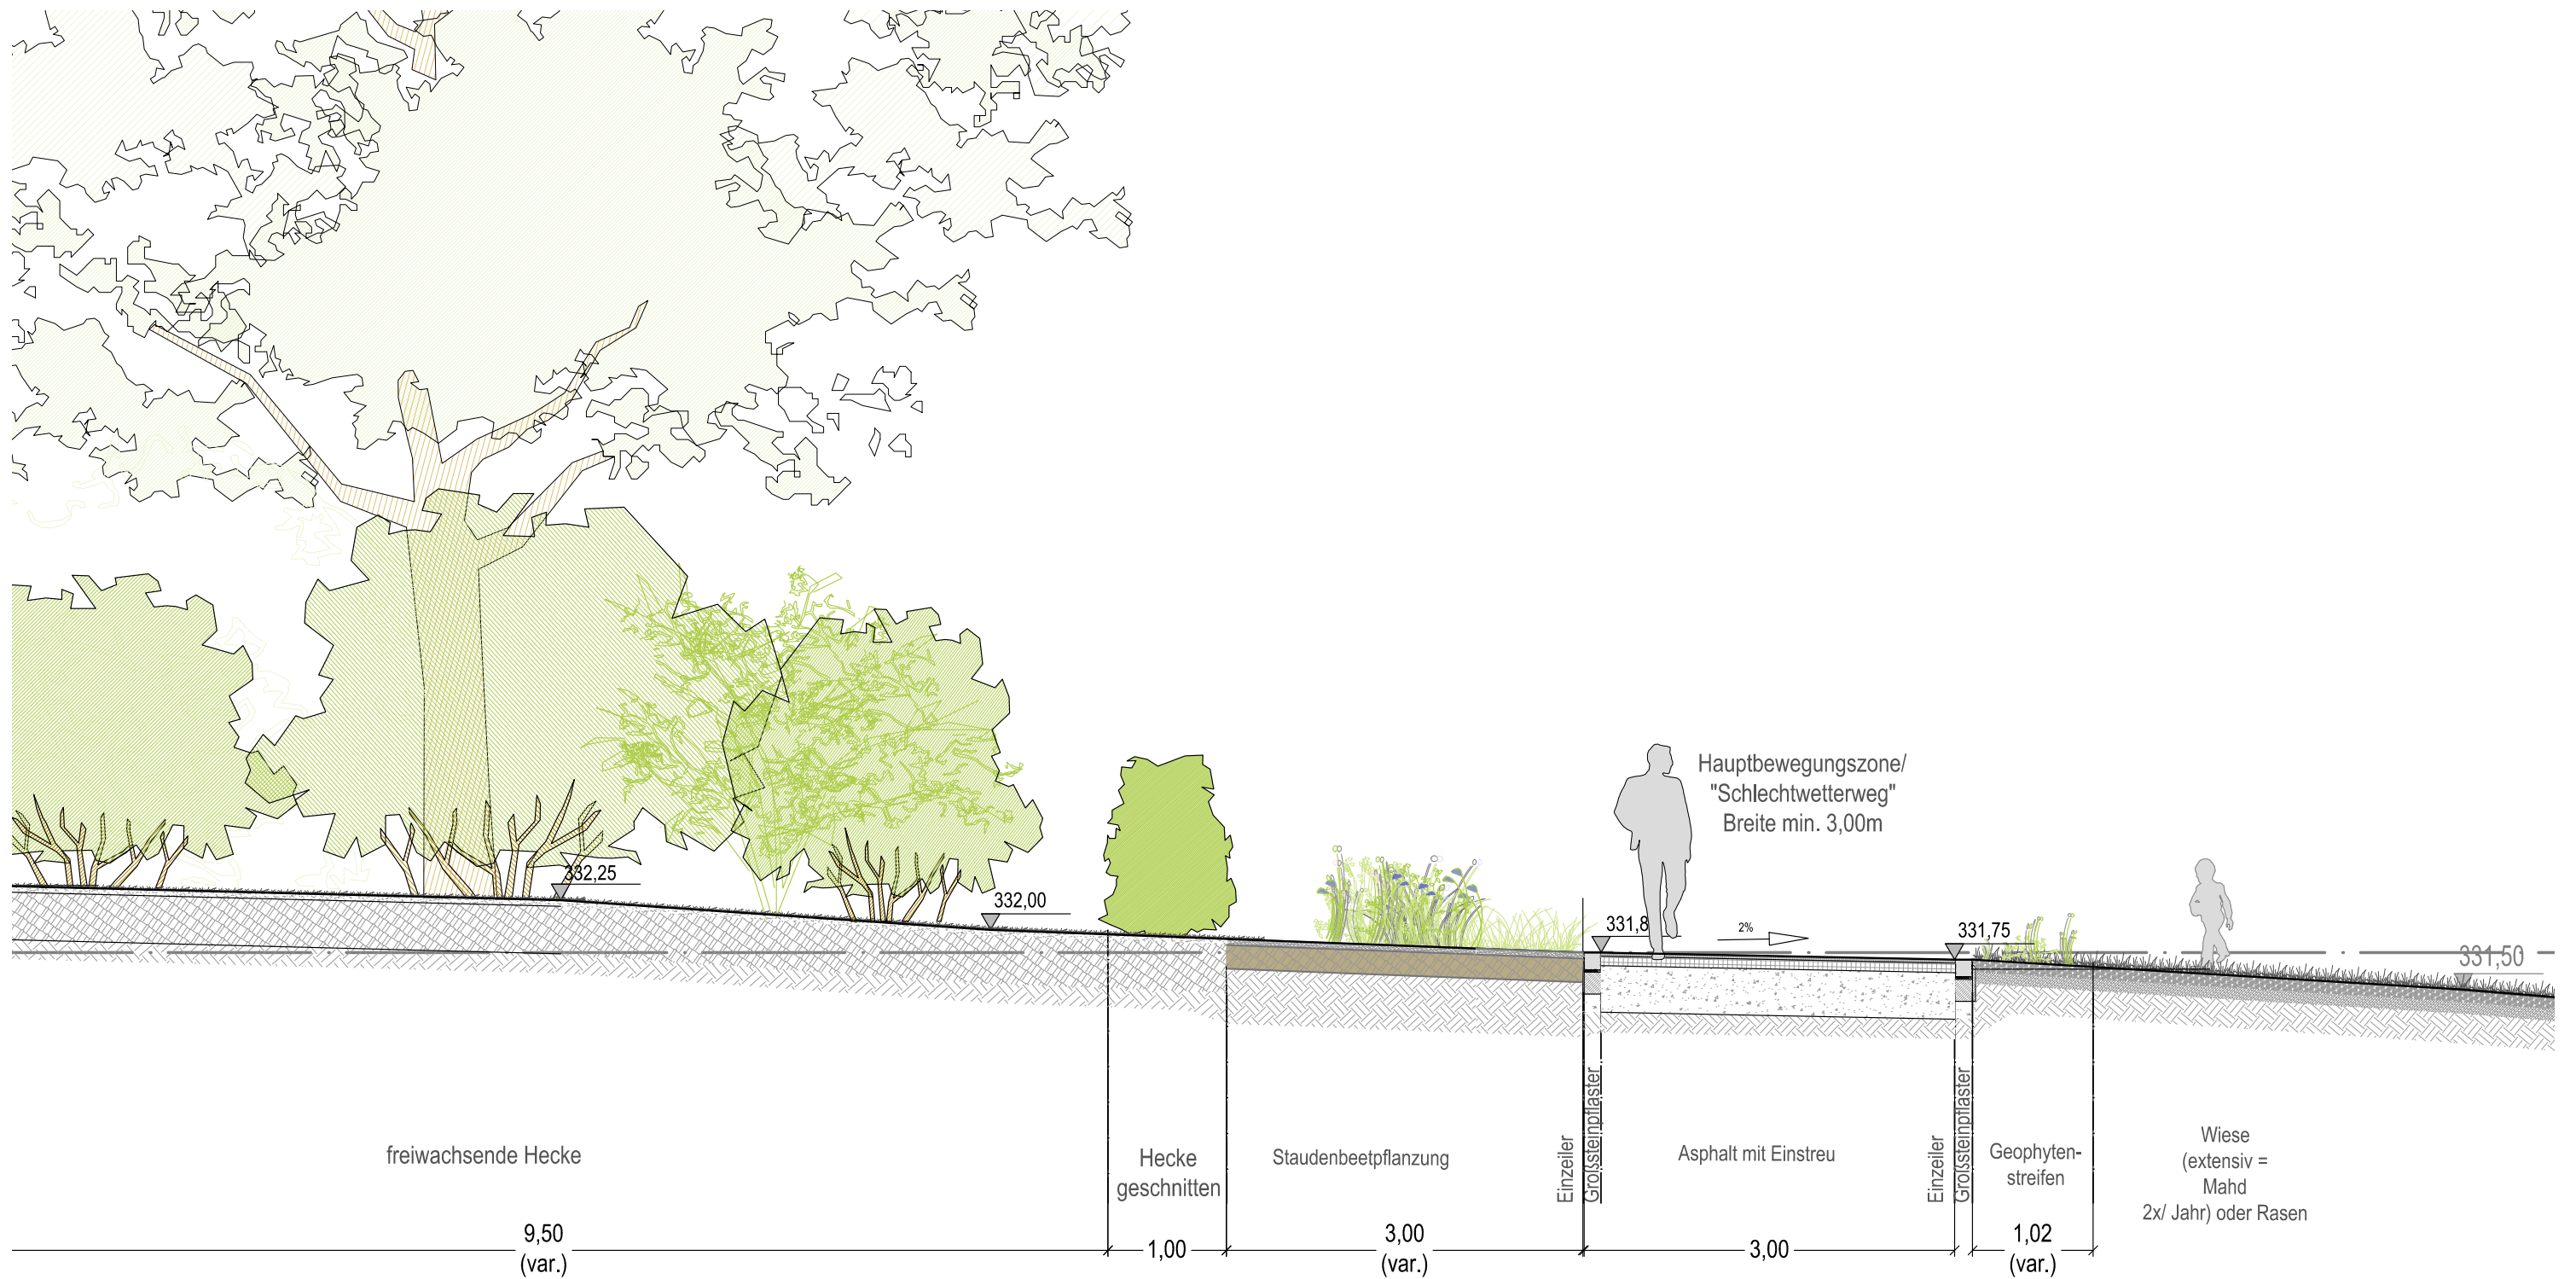 Hauptbewegungszone/
"Schlechtwetterweg"
Breite min. 3,00m
332,25
332,00
331,8
2%
331,75
331,50
freiwachsende Hecke
Hecke
geschnitten
Staudenbeetpflanzung
Einzeiler
Großsteinpflaster
Asphalt mit Einstreu
Einzeiler
Großsteinpflaster
Geophyten-
streifen
Wiese
(extensiv =
Mahd
2x/ Jahr) oder Rasen
9,50
(var.)
1,00
3,00
(var.)
3,00
1,02
(var.)